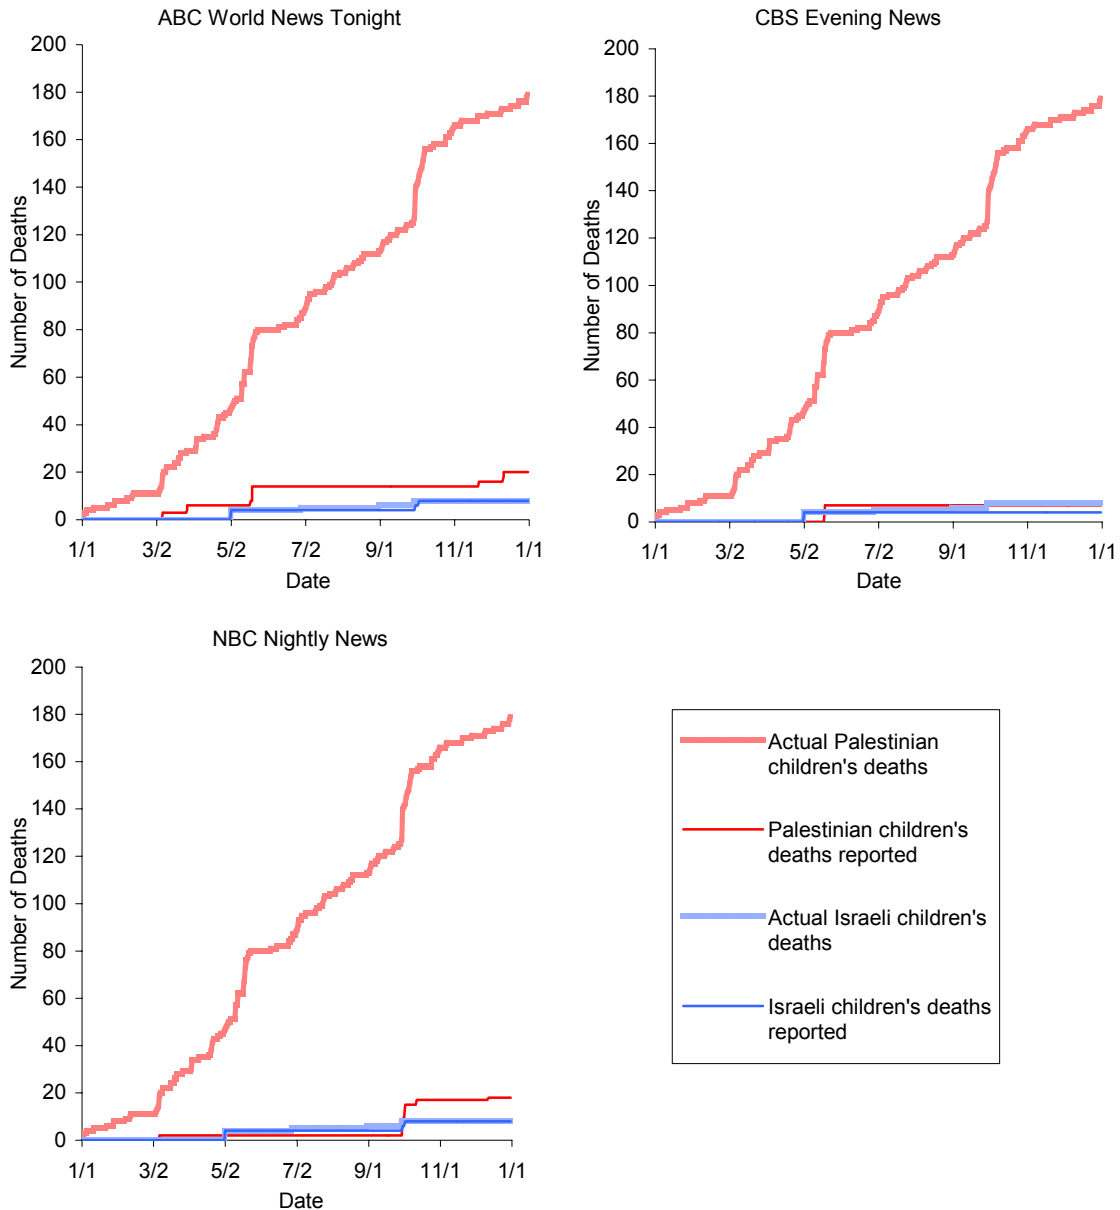 ABC World News Tonight
200
180
160
140
120
100
80
60
40
20
0
Number of Deaths
1/1 3/2 5/2 7/2 9/1 11/1 1/1
Date
CBS Evening News
200
180
160
140
120
100
80
60
40
20
0
Number of Deaths
1/1 3/2 5/2 7/2 9/1 11/1 1/1
Date
NBC Nightly News
200
180
160
140
120
100
80
60
40
20
0
Number of Deaths
1/1 3/2 5/2 7/2 9/1 11/1 1/1
Date
Actual Palestinian
children's deaths
Palestinian children's
deaths reported
Actual Israeli children's
deaths
Israeli children's deaths
reported